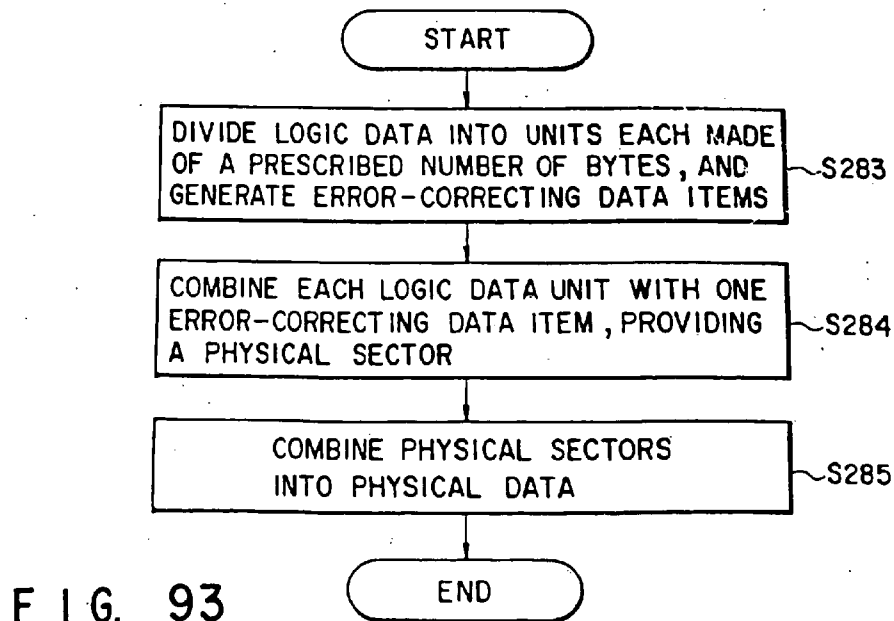 START
DIVIDE LOGIC DATA INTO UNITS EACH MADE
OF A PRESCRIBED NUMBER OF BYTES, AND
GENERATE ERROR-CORRECTING DATA ITEMS
S283
COMBINE EACH LOGIC DATA UNIT WITH ONE
ERROR-CORRECTING DATA ITEM, PROVIDING
A PHYSICAL SECTOR
S284
COMBINE PHYSICAL SECTORS
INTO PHYSICAL DATA
S285
END
FIG. 93